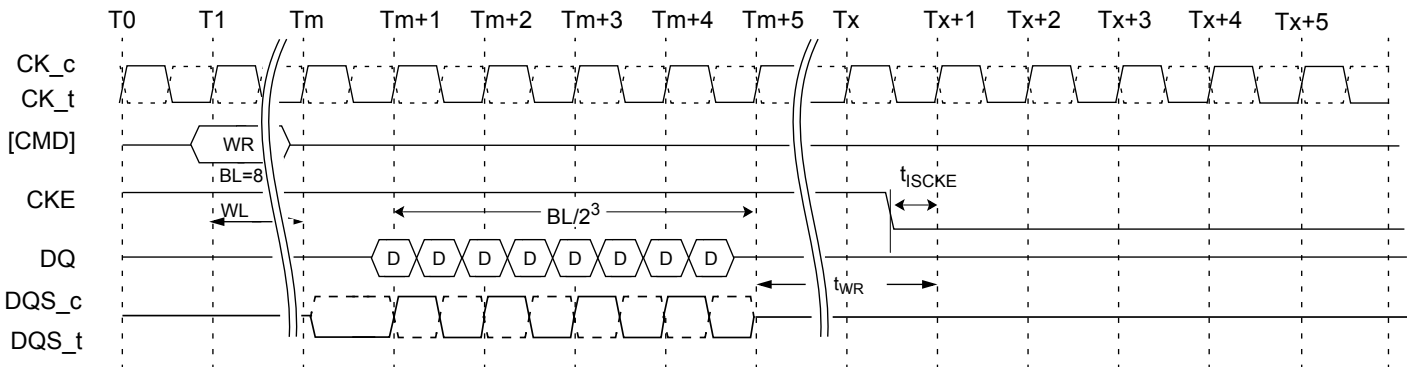 T0 T1 Tm Tm+1 Tm+2 Tm+3 Tm+4 Tm+5 Tx Tx+1 Tx+2 Tx+3 Tx+4 Tx+5
CK_c
CK_t
[CMD] WR
BL=8
CKE tISCKE
WL BL/2³
DQ D D D D D D D D
tWR
DQS_c
DQS_t